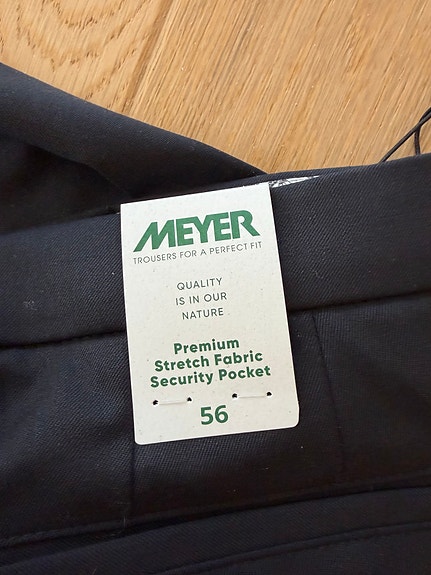 MEYER
TROUSERS FOR A PERFECT FIT
QUALITY
IS IN OUR
NATURE
Premium
Stretch Fabric
Security Pocket
56